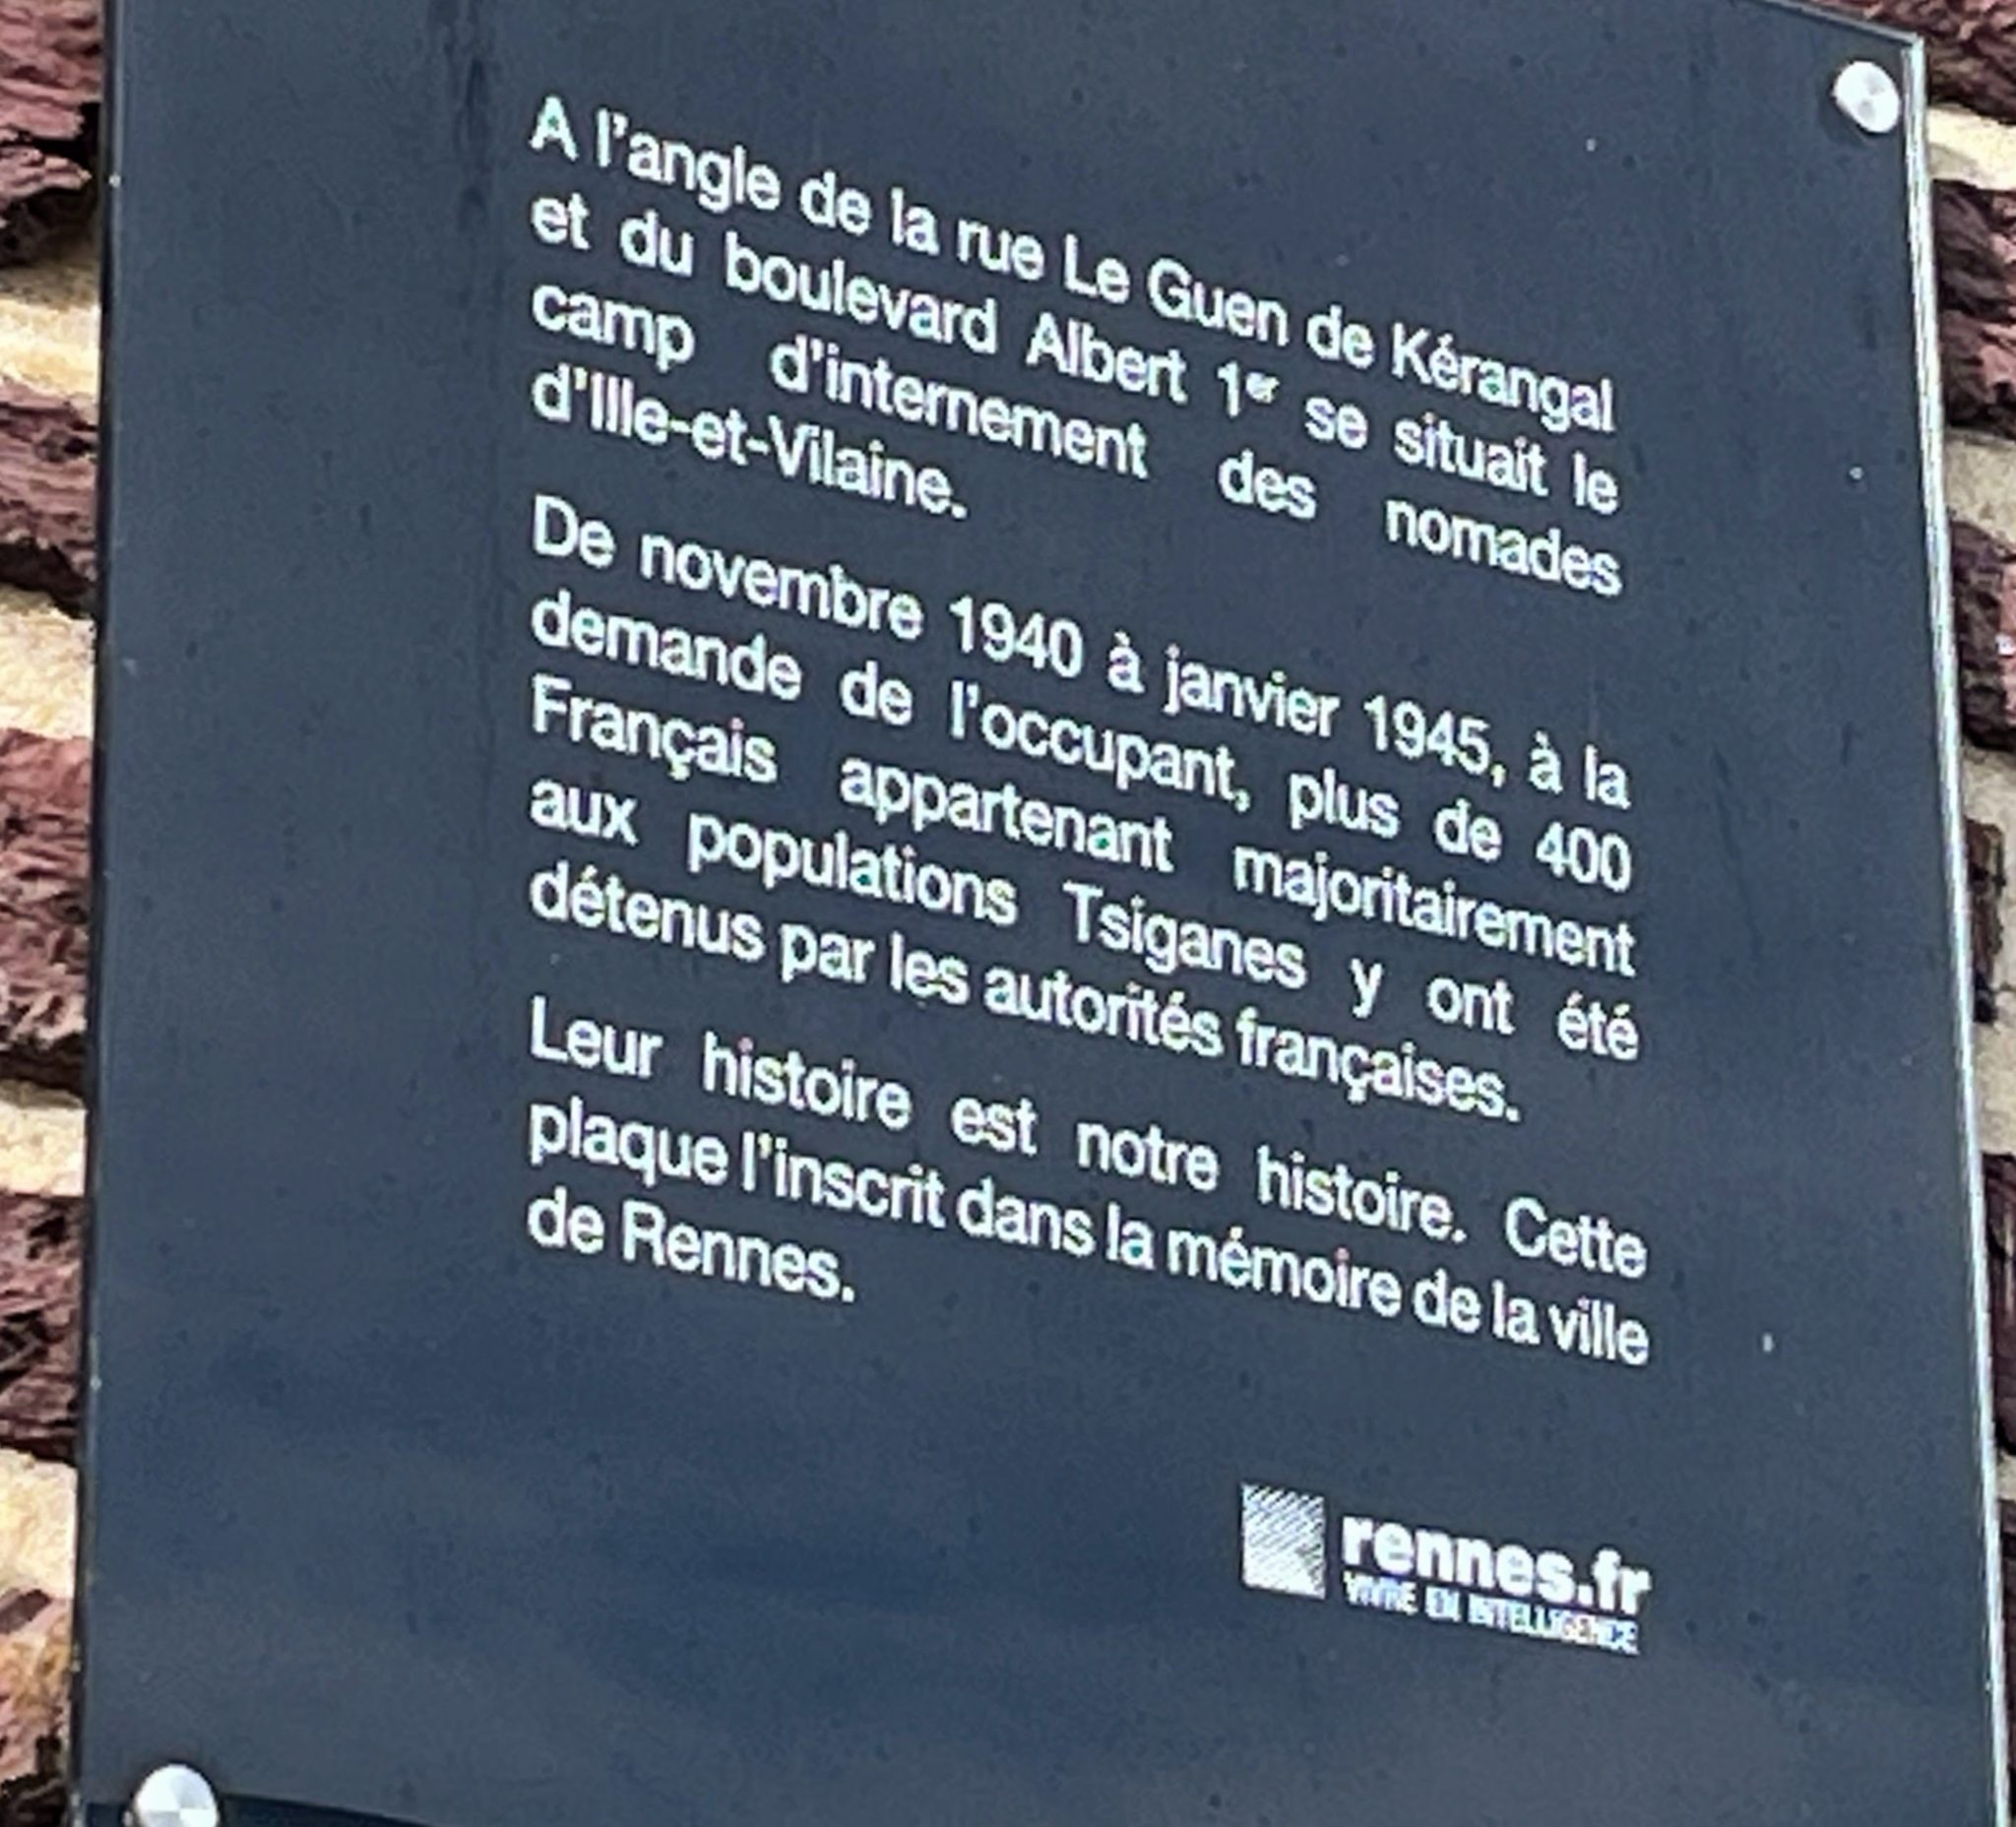 A l'angle de la rue Le Guen de Kérangal
et du boulevard Albert 1er se situait le
camp d'internement des nomades
d'Ille-et-Vilaine.
De novembre 1940 à janvier 1945, à la
demande de l'occupant, plus de 400
Français appartenant majoritairement
aux populations Tsiganes y ont été
détenus par les autorités françaises.
Leur histoire est notre histoire. Cette
plaque l'inscrit dans la mémoire de la ville
de Rennes.
rennes.fr
VIVRE EN INTELLIGENCE